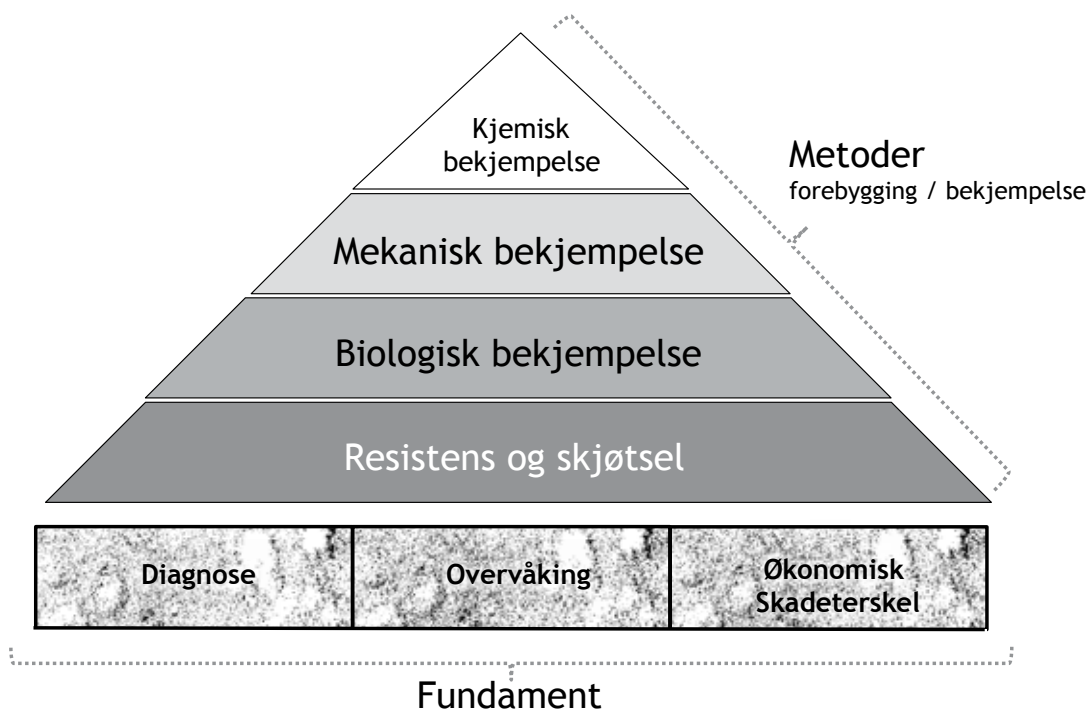 Kjemisk
bekjempelse
Metoder
forebygging / bekjempelse
Mekanisk bekjempelse
Biologisk bekjempelse
Resistens og skjøtsel
Diagnose
Overvåking
Økonomisk
Skadeterskel
Fundament